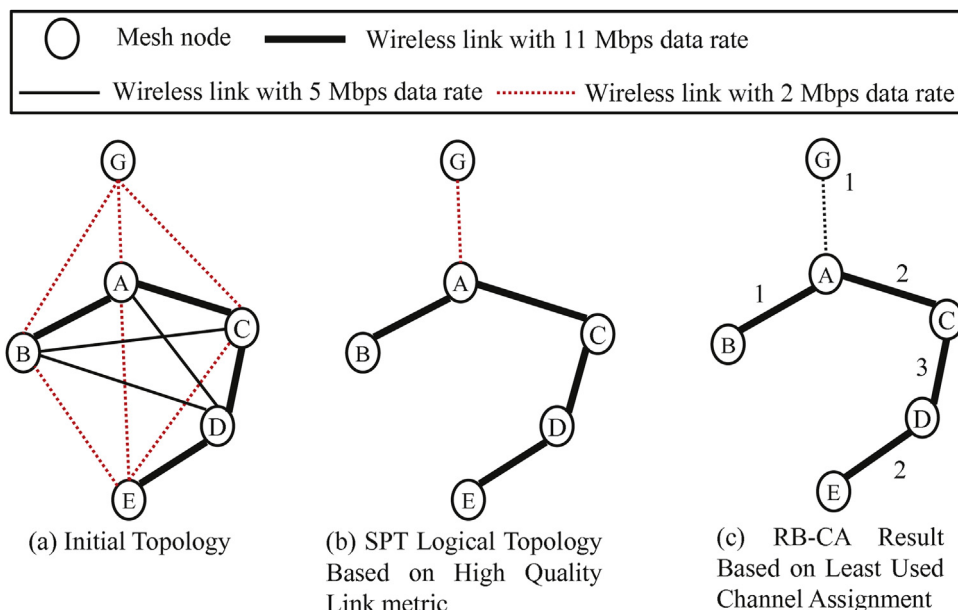 Mesh node
Wireless link with 11 Mbps data rate
Wireless link with 5 Mbps data rate
Wireless link with 2 Mbps data rate
G
A
B
C
D
E
(a) Initial Topology
G
A
B
C
D
E
(b) SPT Logical Topology
Based on High Quality
Link metric
G
1
A
1
2
B
C
3
D
2
E
(c) RB-CA Result
Based on Least Used
Channel Assignment